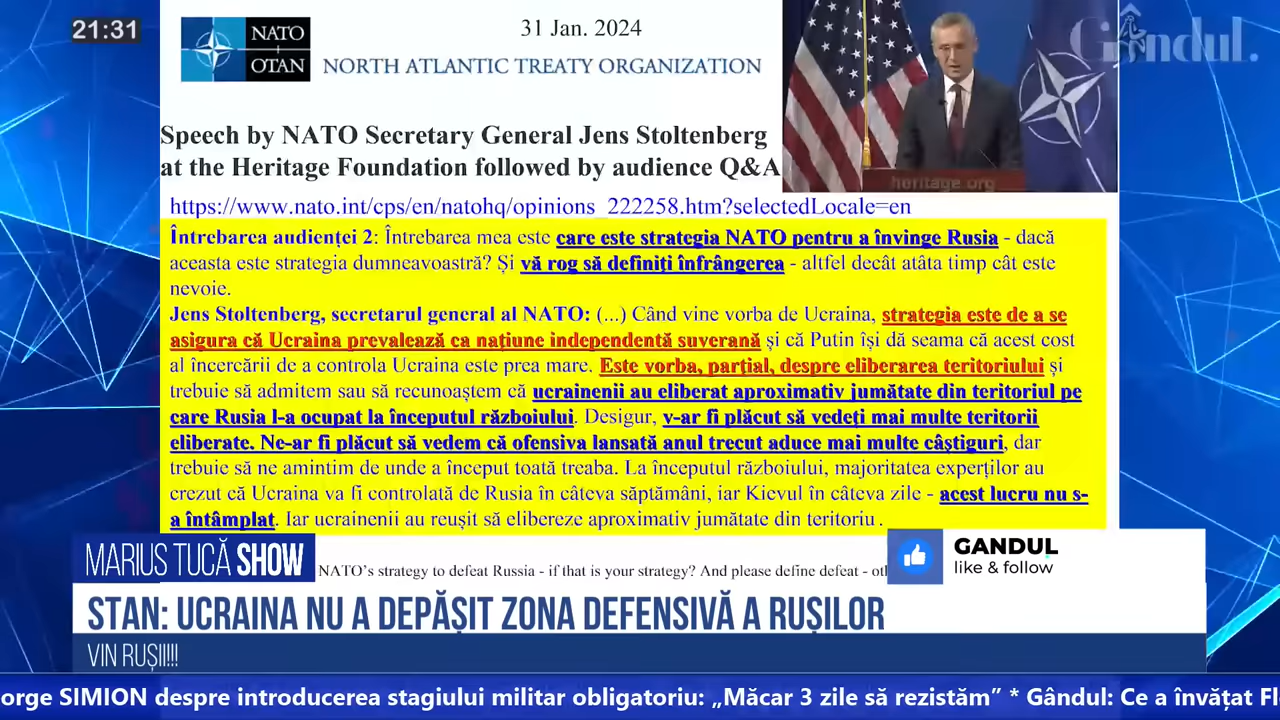 21:31
NATO
OTAN
31 Jan. 2024
NORTH ATLANTIC TREATY ORGANIZATION
Gândul.
heritage.org
Speech by NATO Secretary General Jens Stoltenberg
at the Heritage Foundation followed by audience Q&A
https://www.nato.int/cps/en/natohq/opinions_222258.htm?selectedLocale=en
Întrebarea audienței 2: Întrebarea mea este care este strategia NATO pentru a învinge Rusia - dacă
aceasta este strategia dumneavoastră? Și vă rog să definiți înfrângerea - altfel decât atâta timp cât este
nevoie.
Jens Stoltenberg, secretarul general al NATO: (...) Când vine vorba de Ucraina, strategia este de a se
asigura că Ucraina prevalează ca națiune independentă suverană și că Putin își dă seama că acest cost
al încercării de a controla Ucraina este prea mare. Este vorba, parțial, despre eliberarea teritoriului și
trebuie să admitem sau să recunoaștem că ucrainenii au eliberat aproximativ jumătate din teritoriul pe
care Rusia l-a ocupat la începutul războiului. Desigur, v-ar fi plăcut să vedeți mai multe teritorii
eliberate. Ne-ar fi plăcut să vedem că ofensiva lansată anul trecut aduce mai multe câștiguri, dar
trebuie să ne amintim de unde a început toată treaba. La începutul războiului, majoritatea experților au
crezut că Ucraina va fi controlată de Rusia în câteva săptămâni, iar Kievul în câteva zile - acest lucru nu s-
a întâmplat. Iar ucrainenii au reușit să elibereze aproximativ jumătate din teritoriu.
MARIUS TUCĂ SHOW
NATO's strategy to defeat Russia - if that is your strategy? And please define defeat - ot
GANDUL
like & follow
STAN: UCRAINA NU A DEPĂȘIT ZONA DEFENSIVĂ A RUȘILOR
VIN RUȘII!!!
orge SIMION despre introducerea stagiului militar obligatoriu: „Măcar 3 zile să rezistăm” * Gândul: Ce a învățat Fl